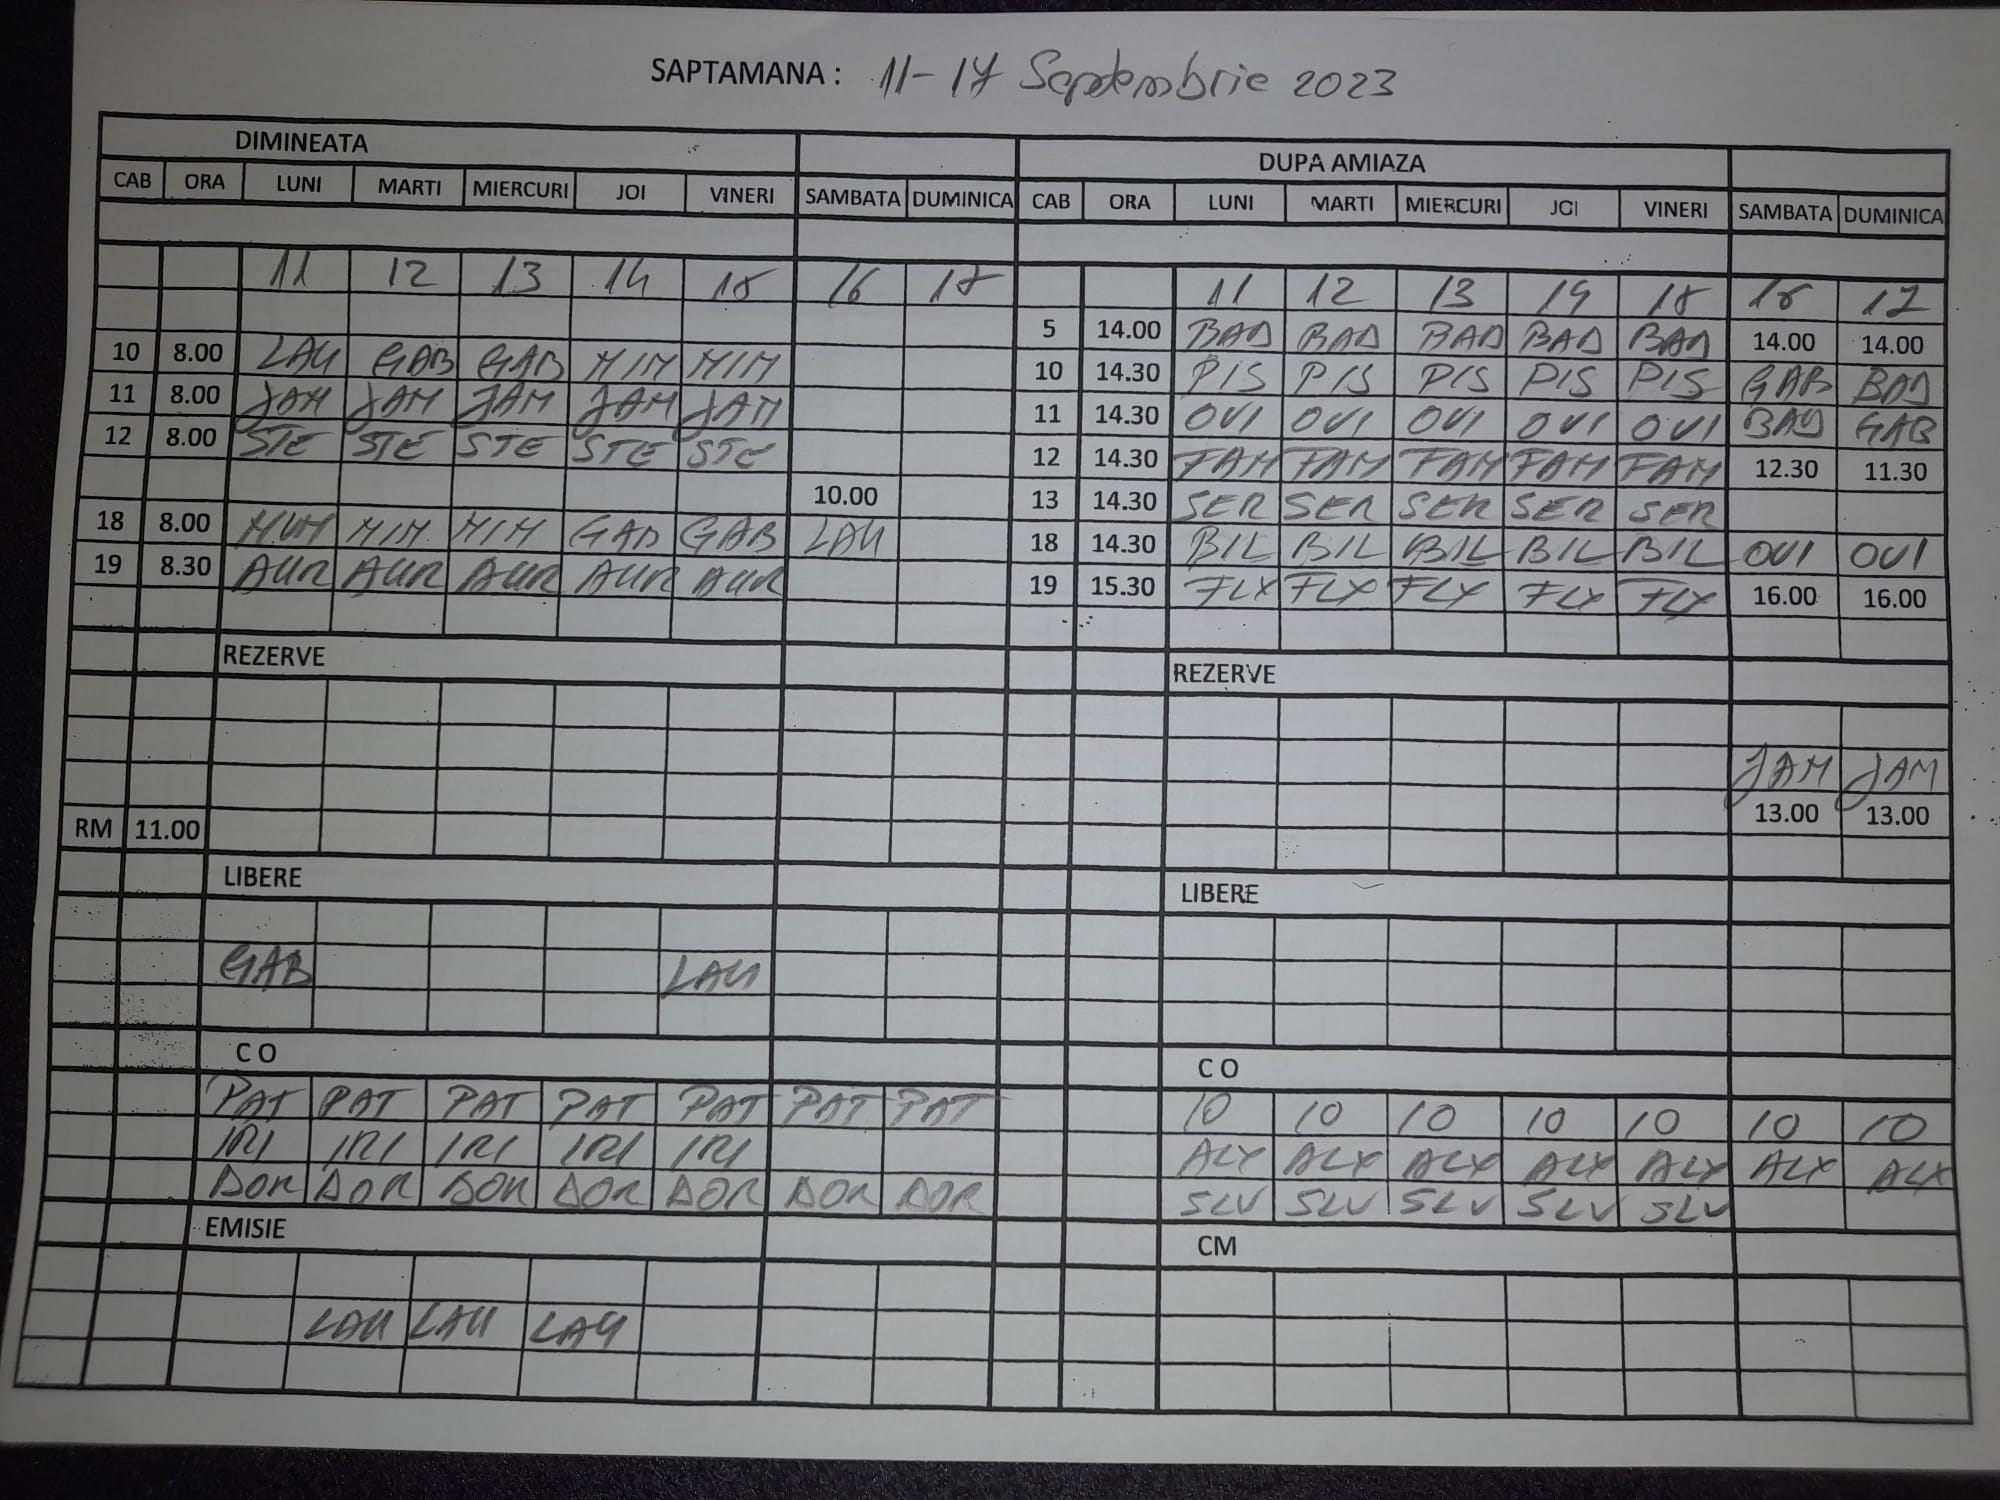 SAPTAMANA : 11-17 Septembrie 2023
DIMINEATA DUPA AMIAZA
CAB ORA LUNI MARTI MIERCURI JOI VINERI SAMBATA DUMINICA CAB ORA LUNI MARTI MIERCURI JOI VINERI SAMBATA DUMINICA
11 12 13 14 15 16 17 11 12 13 14 15 16 17
5 14.00 BAD BAD BAD BAD BAD 14.00 14.00
10 8.00 LAU GAB GAB MIM MIM 10 14.30 PIS PIS PIS PIS PIS GAB BAD
11 8.00 JAM JAM JAM JAM JAM 11 14.30 OVI OVI OVI OVI OVI BAD GAB
12 8.00 STE STE STE STE STE 12 14.30 FAM FAM FAM FAM FAM 12.30 11.30
10.00 13 14.30 SER SER SER SER SER
18 8.00 MIM MIM GAB GAB LAU 18 14.30 BIL BIL BIL BIL BIL OVI OVI
19 8.30 AUR AUR AUR AUR AUR 19 15.30 FLX FLX FLX FLX FLX 16.00 16.00
REZERVE REZERVE
JAM JAM
RM 11.00 13.00 13.00
LIBERE LIBERE
GAB LAU
C O C O
PAT PAT PAT PAT PAT PAT PAT 10 10 10 10 10 10 10
IRI IRI IRI IRI IRI ALX ALX ALX ALX ALX ALX ALX
DOR DOR DOR DOR DOR DOR DOR SLV SLV SLV SLV SLV
EMISIE CM
LAU LAU LAU